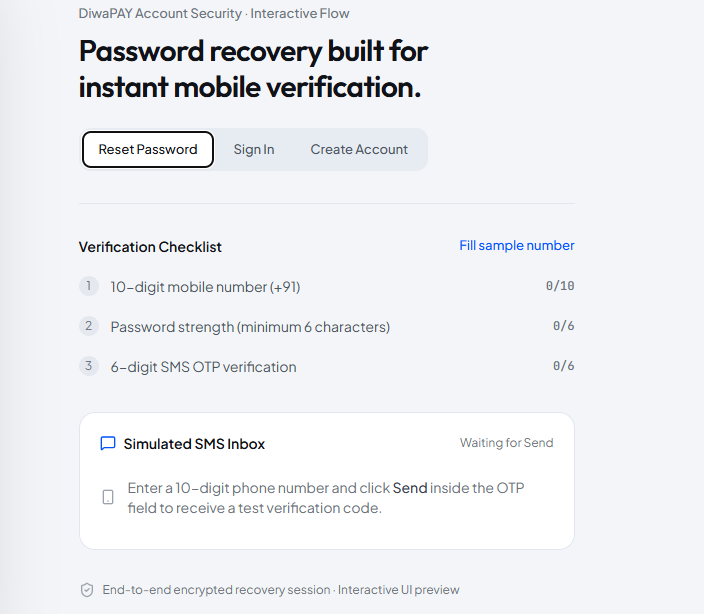 DiwaPAY Account Security · Interactive Flow
Password recovery built for
instant mobile verification.
Reset Password Sign In Create Account
Verification Checklist Fill sample number
1 10-digit mobile number (+91) 0/10
2 Password strength (minimum 6 characters) 0/6
3 6-digit SMS OTP verification 0/6
Simulated SMS Inbox Waiting for Send
Enter a 10-digit phone number and click Send inside the OTP
field to receive a test verification code.
End-to-end encrypted recovery session · Interactive UI preview